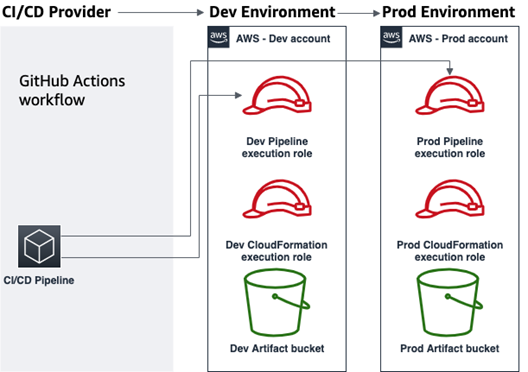 CI/CD Provider
Dev Environment
Prod Environment
aws
AWS - Dev account
aws
AWS - Prod account
GitHub Actions
workflow
Dev Pipeline
execution role
Prod Pipeline
execution role
Dev CloudFormation
execution role
Prod CloudFormation
execution role
CI/CD Pipeline
Dev Artifact bucket
Prod Artifact bucket